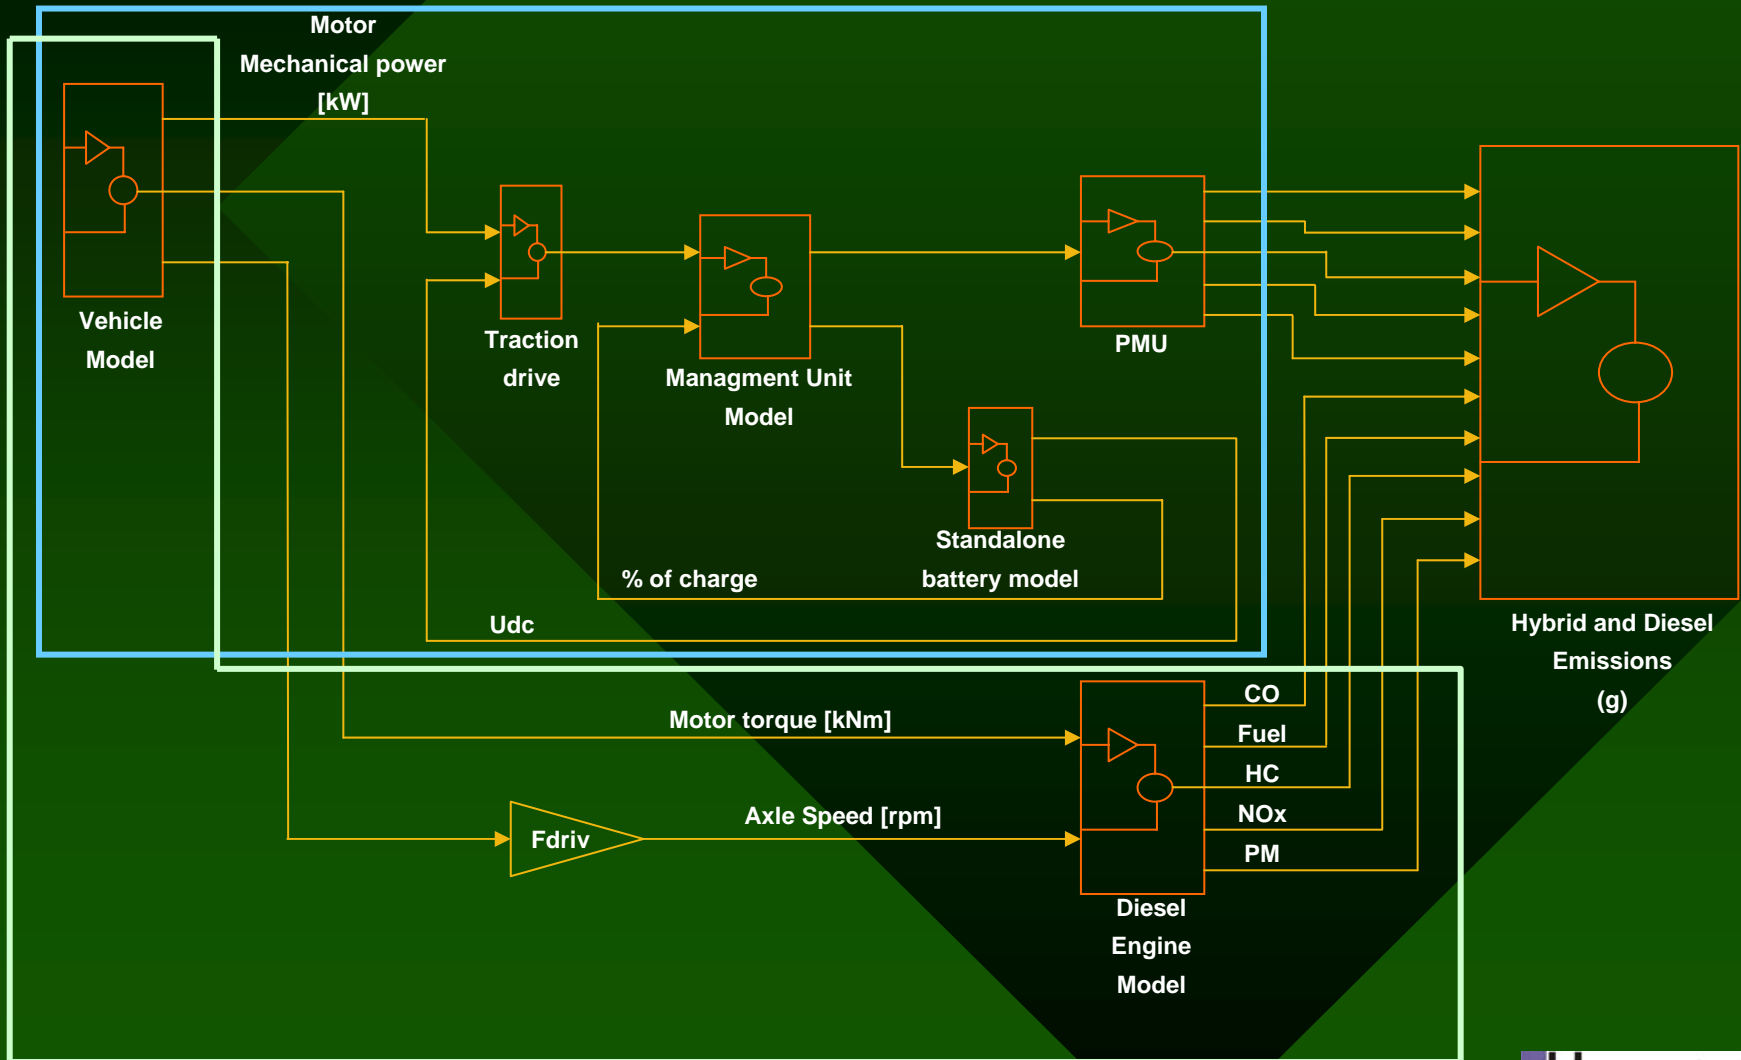 Motor
Mechanical power
[kW]
Vehicle
Model
Traction
drive
Managment Unit
Model
PMU
Standalone
battery model
% of charge
Udc
Hybrid and Diesel
Emissions
(g)
Motor torque [kNm]
Fdriv
Axle Speed [rpm]
CO
Fuel
HC
NOx
PM
Diesel
Engine
Model